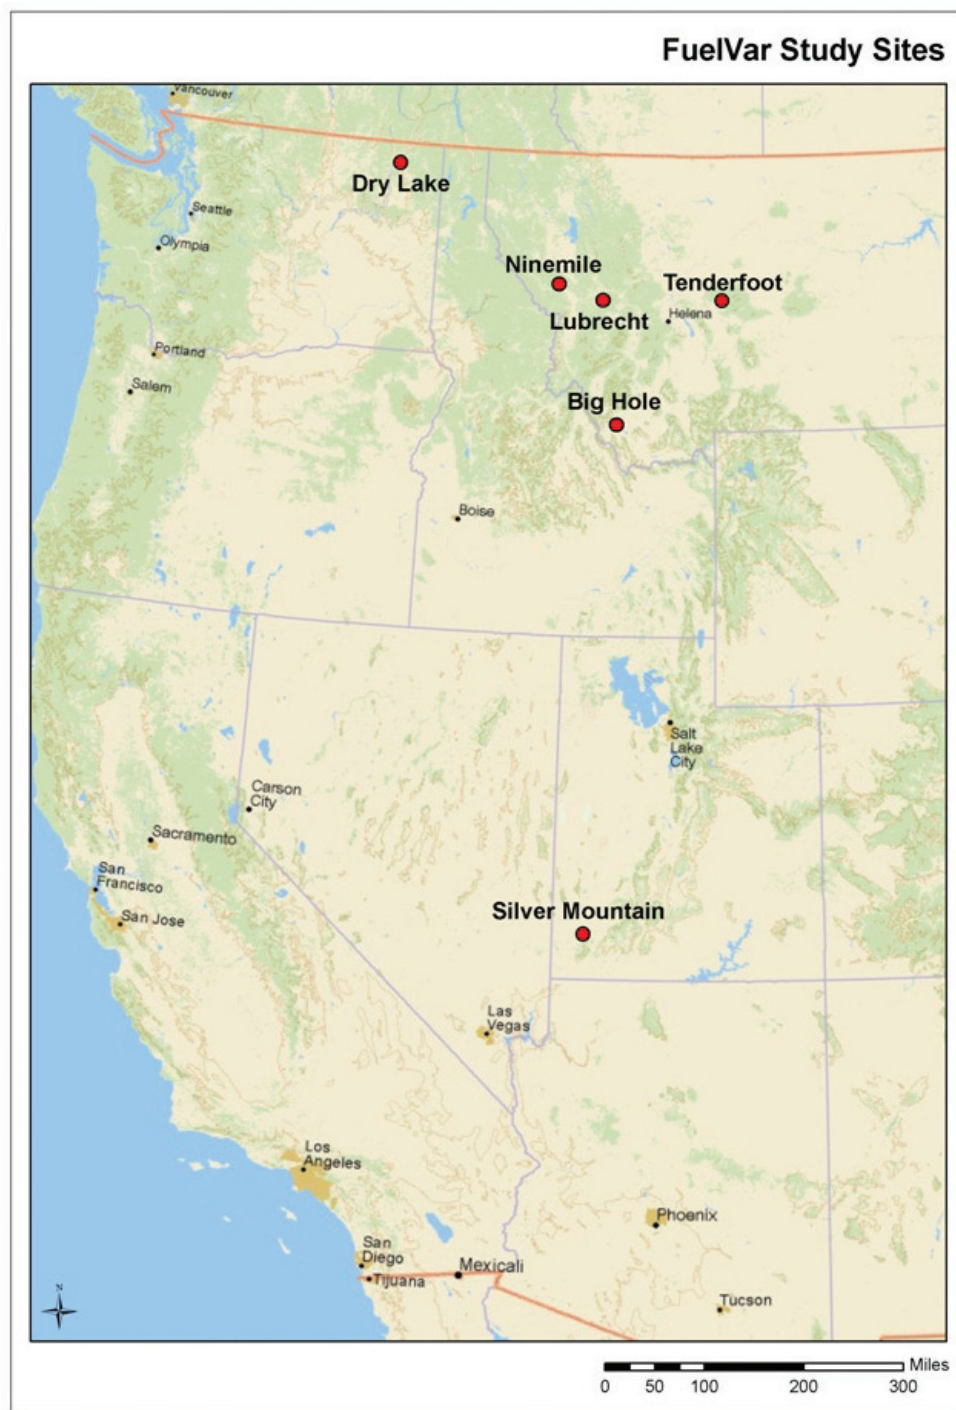 FuelVar Study Sites
Vancouver
Dry Lake
Seattle
Olympia
Ninemile
Tenderfoot
Lubrecht
Helena
Portland
Salem
Big Hole
Boise
Salt
Lake
City
Carson
City
Sacramento
San
Francisco
San Jose
Silver Mountain
Las
Vegas
Los
Angeles
Phoenix
San
Diego
Mexicali
Tijuana
Tucson
N
Miles
0 50 100 200 300